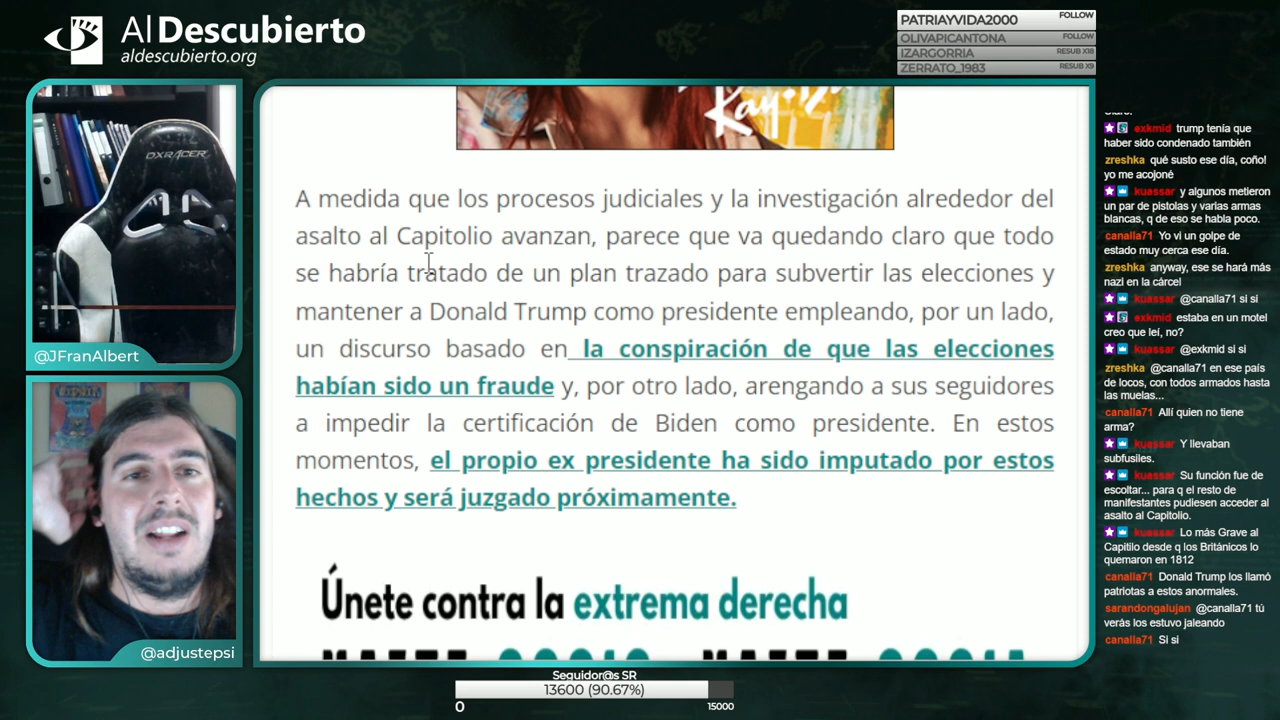 Al Descubierto
aldescubierto.org
PATRIAYVIDA2000 FOLLOW
OLIVAPICANTONA FOLLOW
IZARGORRIA RESUB X18
ZERRATO_1983 RESUB X9
DXRACER
@JFranAlbert
@adjustepsi
Ray-Ban
A medida que los procesos judiciales y la investigación alrededor del
asalto al Capitolio avanzan, parece que va quedando claro que todo
se habría tratado de un plan trazado para subvertir las elecciones y
mantener a Donald Trump como presidente empleando, por un lado,
un discurso basado en la conspiración de que las elecciones
habían sido un fraude y, por otro lado, arengando a sus seguidores
a impedir la certificación de Biden como presidente. En estos
momentos, el propio ex presidente ha sido imputado por estos
hechos y será juzgado próximamente.
Únete contra la extrema derecha
exkmid trump tenía que
haber sido condenado también
zreshka qué susto ese día, coño!
yo me acojoné
kuassar y algunos metieron
un par de pistolas y varias armas
blancas, q de eso se habla poco.
canalla71 Yo vi un golpe de
estado muy cerca ese día.
zreshka anyway, ese se hará más
nazi en la cárcel
kuassar @canalla71 si si
exkmid estaba en un motel
creo que leí, no?
kuassar @exkmid si si
zreshka @canalla71 en ese país
de locos, con todos armados hasta
las muelas...
canalla71 Allí quien no tiene
arma?
kuassar Y llevaban
subfusiles.
kuassar Su función fue de
escoltar... para q el resto de
manifestantes pudiesen acceder al
asalto al Capitolio.
kuassar Lo más Grave al
Capitilo desde q los Británicos lo
quemaron en 1812
canalla71 Donald Trump los llamó
patriotas a estos anormales.
sarandongalujan @canalla71 tú
verás los estuvo jaleando
canalla71 Si si
Seguidor@s SR
13600 (90.67%)
0 15000